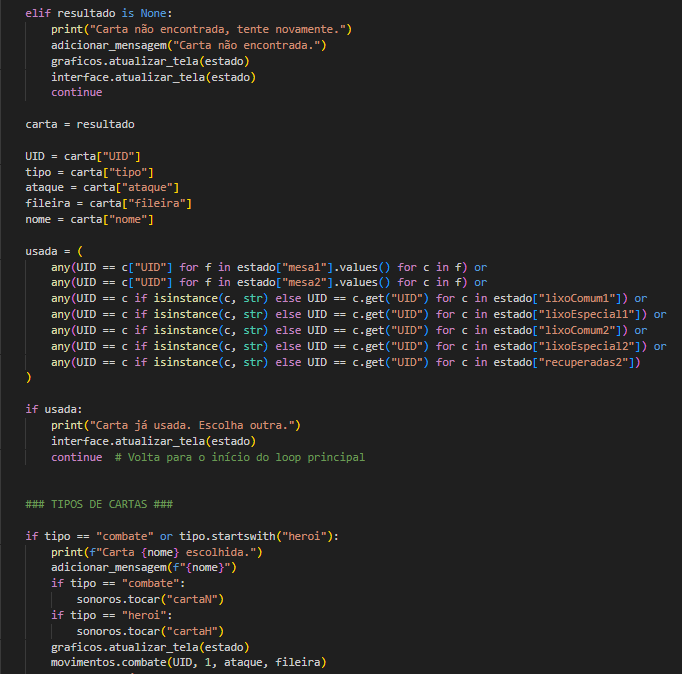 elif resultado is None:
print("Carta não encontrada, tente novamente.")
adicionar_mensagem("Carta não encontrada.")
graficos.atualizar_tela(estado)
interface.atualizar_tela(estado)
continue
carta = resultado
UID = carta["UID"]
tipo = carta["tipo"]
ataque = carta["ataque"]
fileira = carta["fileira"]
nome = carta["nome"]
usada = (
any(UID == c["UID"] for f in estado["mesa1"].values() for c in f) or
any(UID == c["UID"] for f in estado["mesa2"].values() for c in f) or
any(UID == c if isinstance(c, str) else UID == c.get("UID") for c in estado["lixoComum1"]) or
any(UID == c if isinstance(c, str) else UID == c.get("UID") for c in estado["lixoEspecial1"]) or
any(UID == c if isinstance(c, str) else UID == c.get("UID") for c in estado["lixoComum2"]) or
any(UID == c if isinstance(c, str) else UID == c.get("UID") for c in estado["lixoEspecial2"]) or
any(UID == c if isinstance(c, str) else UID == c.get("UID") for c in estado["recuperadas2"])
)
if usada:
print("Carta já usada. Escolha outra.")
interface.atualizar_tela(estado)
continue  # Volta para o início do loop principal
### TIPOS DE CARTAS ###
if tipo == "combate" or tipo.startswith("heroi"):
print(f"Carta {nome} escolhida.")
adicionar_mensagem(f"{nome}")
if tipo == "combate":
sonoros.tocar("cartaN")
if tipo == "heroi":
sonoros.tocar("cartaH")
graficos.atualizar_tela(estado)
movimentos.combate(UID, 1, ataque, fileira)